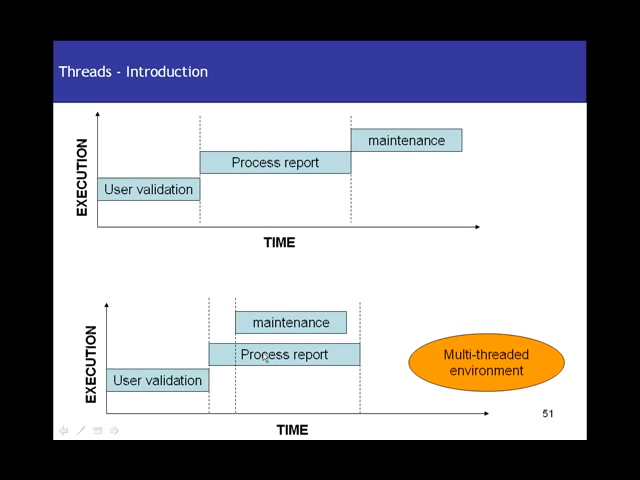 Threads - Introduction
maintenance
Process report
User validation
EXECUTION
TIME
maintenance
Process report
User validation
EXECUTION
TIME
Multi-threaded
environment
51